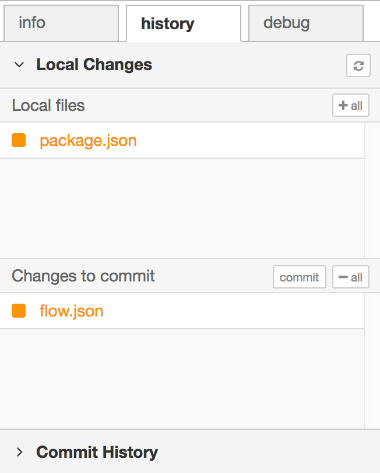 info history debug
Local Changes
Local files + all
package.json
Changes to commit commit − all
flow.json
Commit History